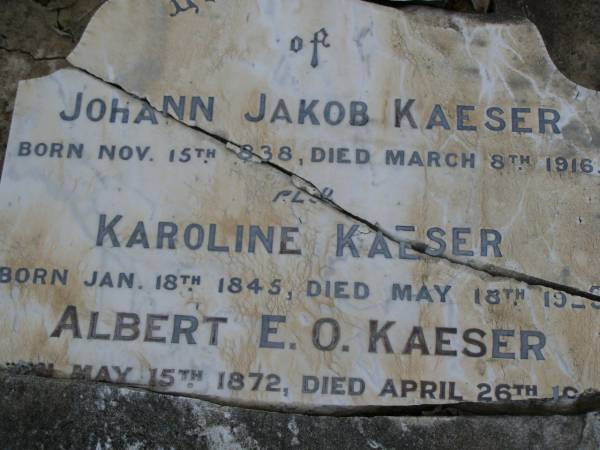 of
JOHANN JAKOB KAESER
BORN NOV. 15TH 1838, DIED MARCH 8TH 1916.
ALSO
KAROLINE KAESER
BORN JAN. 18TH 1845, DIED MAY 18TH
ALBERT E. O. KAESER
MAY 15TH 1872, DIED APRIL 26TH